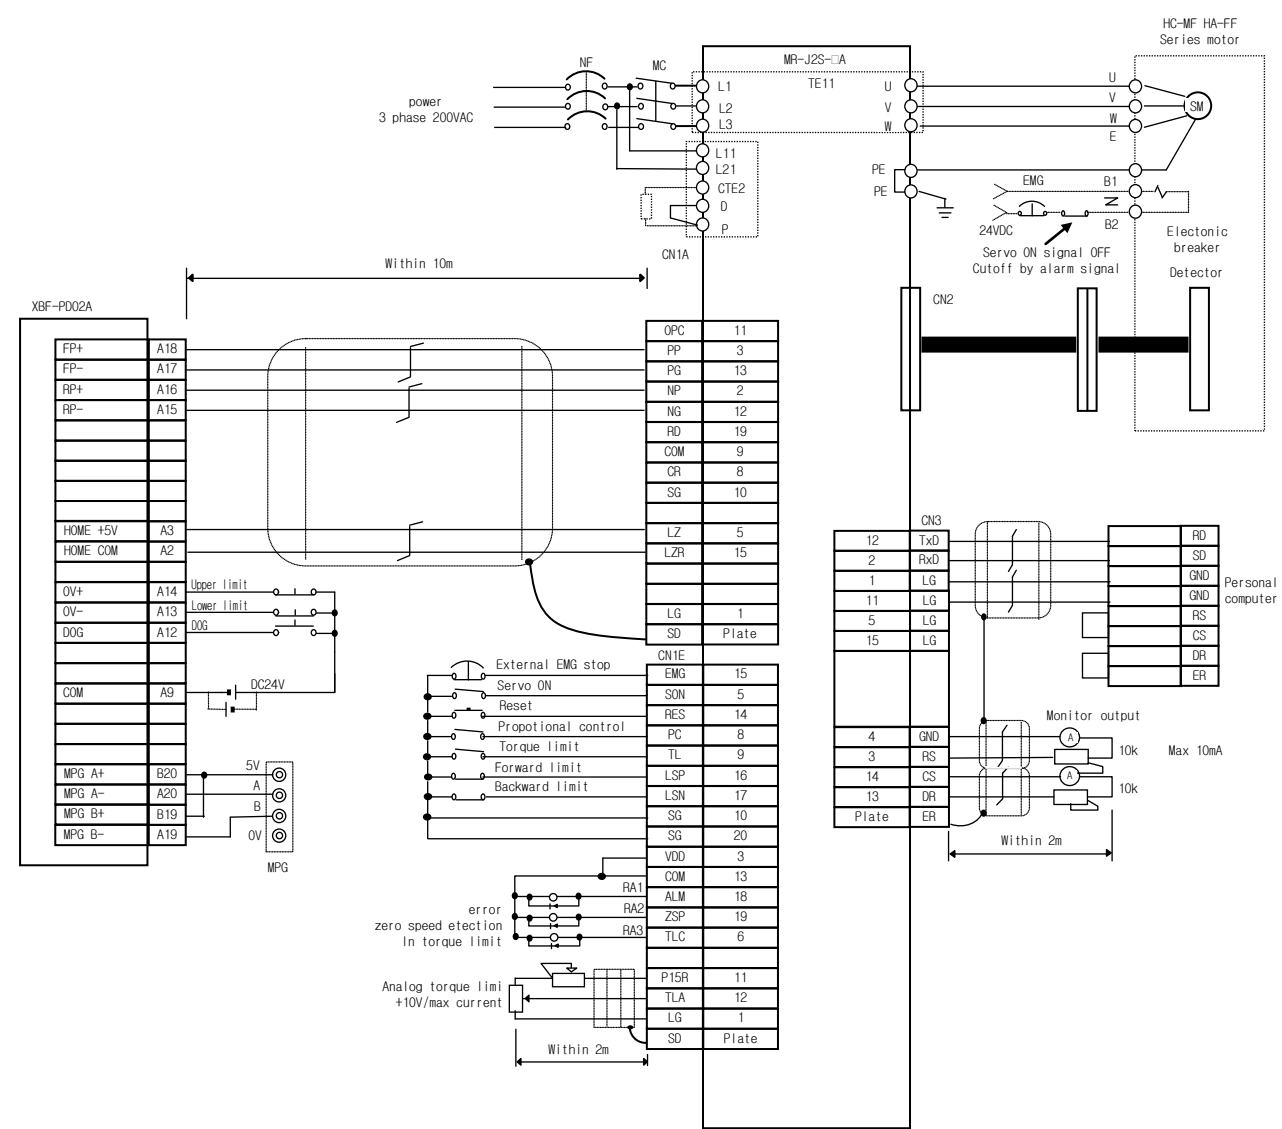 HC-MF HA-FF
Series motor
NF
MC
MR-J2S-□A
TE11
power
3 phase 200VAC
L1
L2
L3
U
V
W
U
V
W
E
SM
L11
L21
CTE2
D
P
PE
PE
EMG
B1
B2
24VDC
Servo ON signal OFF
Cutoff by alarm signal
Electonic
breaker
Detector
CN1A
CN2
Within 10m
XBF-PD02A
FP+ A18
FP- A17
RP+ A16
RP- A15
HOME +5V A3
HOME COM A2
OV+ A14 Upper limit
OV- A13 Lower limit
DOG A12 DOG
COM A9 DC24V
MPG A+ B20 5V
MPG A- A20 A
MPG B+ B19 B
MPG B- A19 0V
MPG
OPC 11
PP 3
PG 13
NP 2
NG 12
RD 19
COM 9
CR 8
SG 10
LZ 5
LZR 15
LG 1
SD Plate
CN1E
External EMG stop EMG 15
Servo ON SON 5
Reset RES 14
Propotional control PC 8
Torque limit TL 9
Forward limit LSP 16
Backward limit LSN 17
SG 10
SG 20
VDD 3
COM 13
RA1 ALM 18
RA2 ZSP 19
RA3 TLC 6
error
zero speed etection
In torque limit
P15R 11
TLA 12
LG 1
SD Plate
Analog torque limi
+10V/max current
Within 2m
CN3
12 TxD
2 RxD
1 LG
11 LG
5 LG
15 LG
4 GND
3 RS
14 CS
13 DR
Plate ER
RD
SD
GND
GND
RS
CS
DR
ER
Personal
computer
Monitor output
A
10k
Max 10mA
A
10k
Within 2m